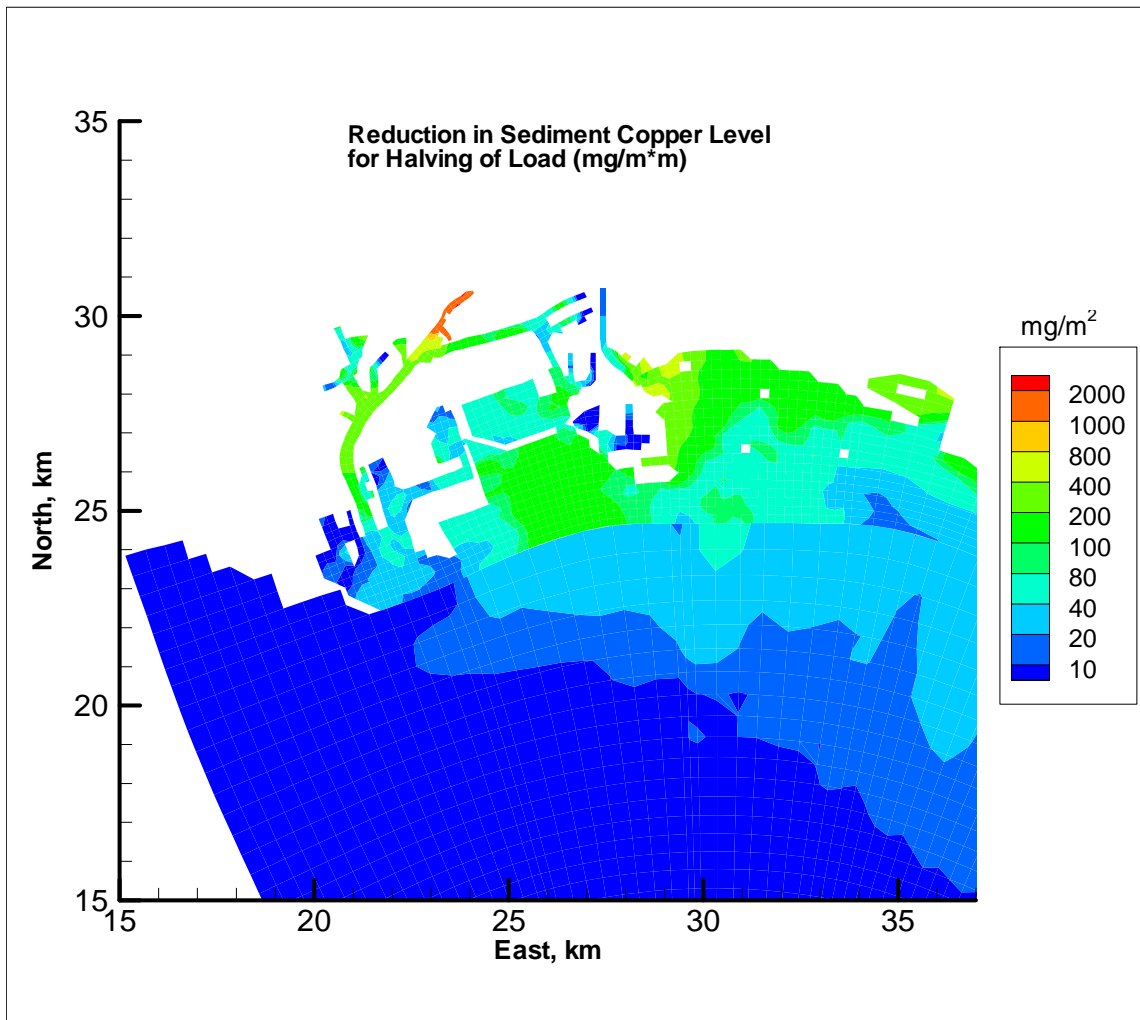 35
Reduction in Sediment Copper Level
for Halving of Load (mg/m*m)
30
mg/m²
2000
1000
800
400
200
100
80
40
20
10
25
North, km
20
15
15 20 25 30 35
East, km